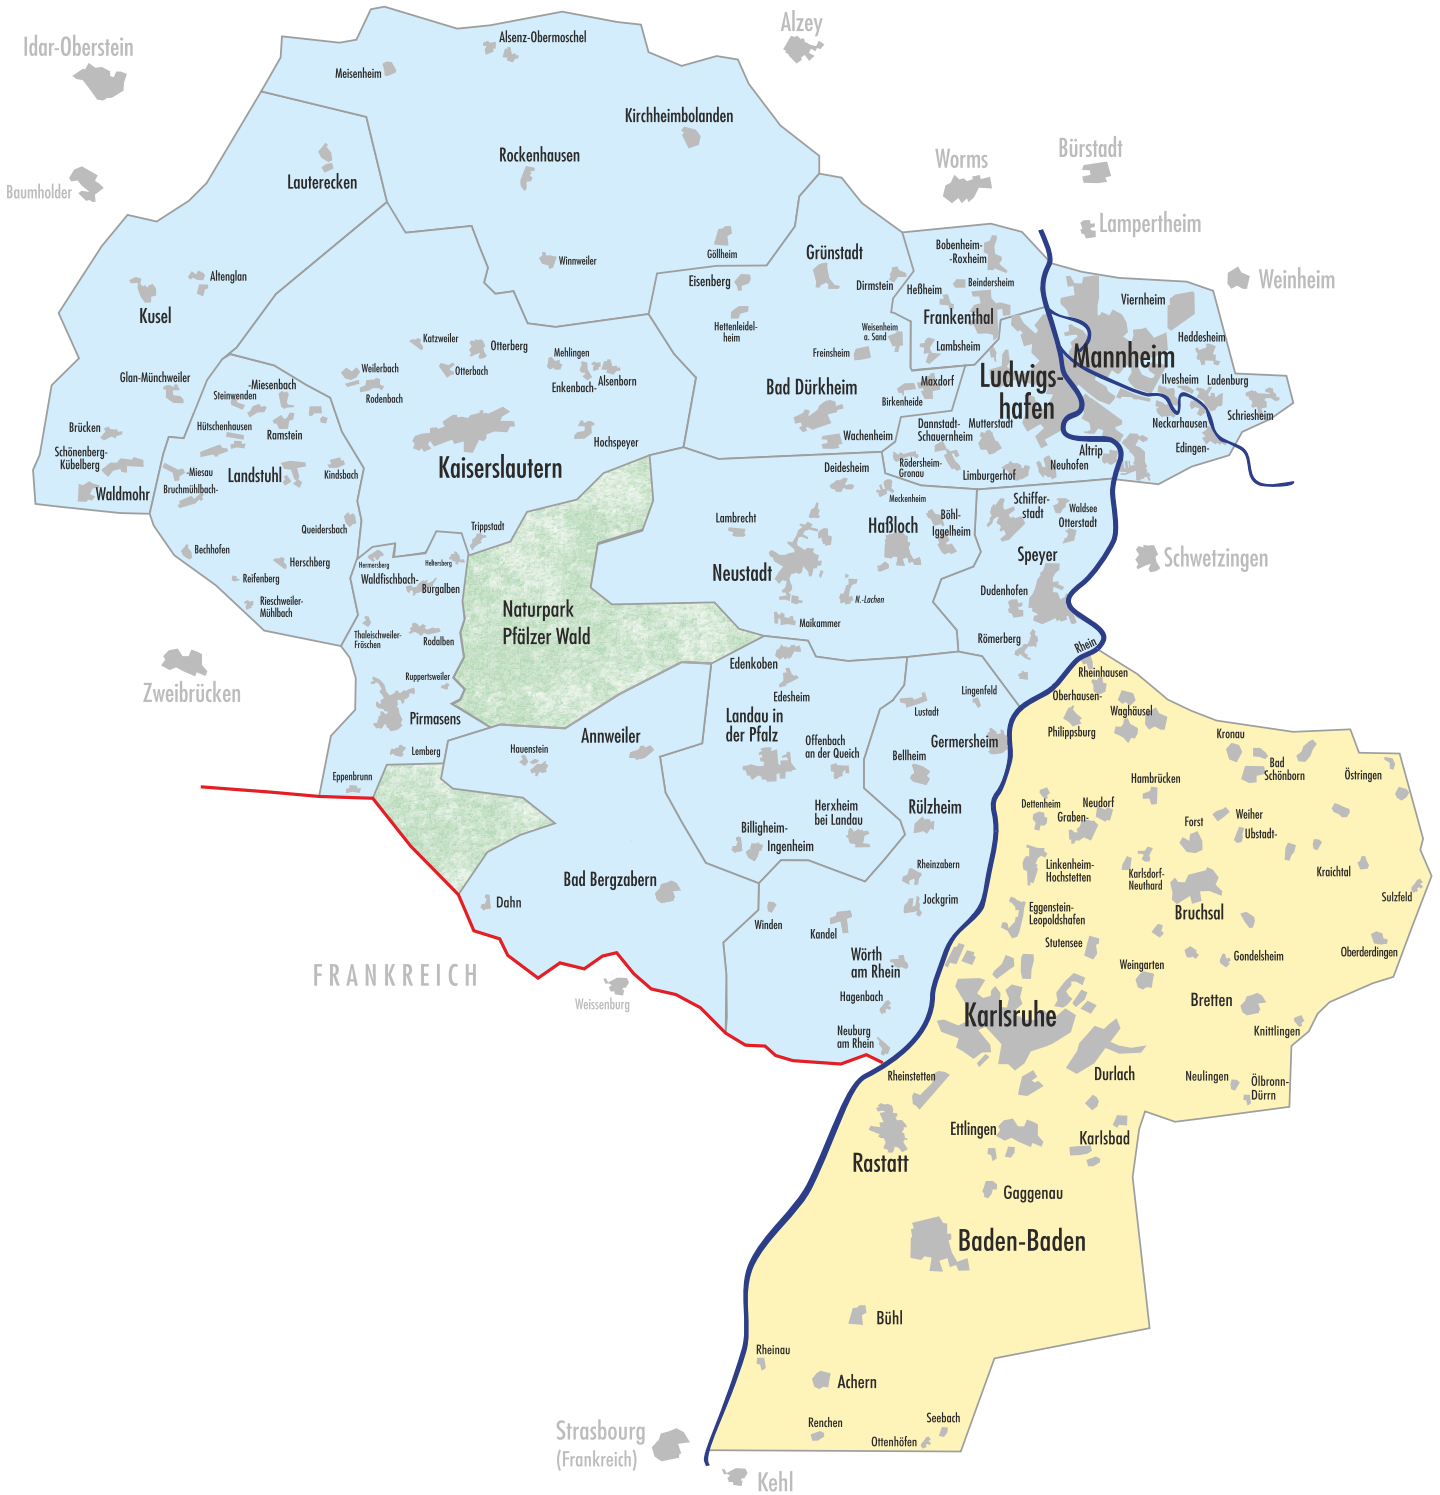 Idar-Oberstein
Alzey
Alsenz-Obermoschel
Meisenheim
Kirchheimbolanden
Rockenhausen
Lauterecken
Baumholder
Worms
Bürstadt
Lampertheim
Weinheim
Altenglan
Kusel
Winnweiler
Göllheim
Grünstadt
Eisenberg
Dirmstein
Bobenheim-
-Roxheim
Heßheim
Beindersheim
Frankenthal
Viernheim
Hettenleidel-
heim
Weisenheim
a. Sand
Freinsheim
Lambsheim
Heddesheim
Mannheim
Katzweiler
Otterberg
Mehlingen
Otterbach
Enkenbach-
Alsenborn
Weilerbach
Rodenbach
Glan-Münchweiler
-Miesenbach
Steinwenden
Ramstein
Hütschenhausen
Bad Dürkheim
Maxdorf
Birkenheide
Ludwigs-
hafen
Ilvesheim
Ladenburg
Schriesheim
Neckarhausen
Edingen-
Brücken
Schönenberg-
Kübelberg
Waldmohr
-Miesau
Bruchmühlbach-
Landstuhl
Kindsbach
Kaiserslautern
Hochspeyer
Wachenheim
Dannstadt-
Schauernheim
Mutterstadt
Altrip
Rödersheim-
Gronau
Limburgerhof
Neuhofen
Deidesheim
Meckenheim
Queidersbach
Trippstadt
Lambrecht
Haßloch
Böhl-
Iggelheim
Schiffer-
stadt
Waldsee
Otterstadt
Speyer
Schwetzingen
Bechhofen
Herschberg
Reifenberg
Rieschweiler-
Mühlbach
Hermersberg
Heltersberg
Waldfischbach-
Burgalben
Neustadt
N.-Lachen
Dudenhofen
Naturpark
Pfälzer Wald
Maikammer
Römerberg
Rhein
Thaleischweiler-
Fröschen
Rodalben
Zweibrücken
Ruppertsweiler
Pirmasens
Lemberg
Eppenbrunn
Edenkoben
Edesheim
Lingenfeld
Lustadt
Rheinhausen
Oberhausen-
Waghäusel
Philippsburg
Annweiler
Hauenstein
Landau in
der Pfalz
Offenbach
an der Queich
Germersheim
Bellheim
Kronau
Bad
Schönborn
Östringen
Hambrücken
Rülzheim
Dettenheim
Neudorf
Graben-
Herxheim
bei Landau
Billigheim-
Ingenheim
Forst
Weiher
Ubstadt-
Linkenheim-
Hochstetten
Karlsdorf-
Neuthard
Kraichtal
Sulzfeld
Rheinzabern
Jockgrim
Bad Bergzabern
Dahn
Bruchsal
Eggenstein-
Leopoldshafen
Winden
Kandel
Stutensee
Gondelsheim
Oberderdingen
Wörth
am Rhein
Weingarten
FRANKREICH
Weissenburg
Hagenbach
Karlsruhe
Bretten
Knittlingen
Neuburg
am Rhein
Rheinstetten
Durlach
Neulingen
Ölbronn-
Dürrn
Ettlingen
Karlsbad
Rastatt
Gaggenau
Baden-Baden
Bühl
Rheinau
Achern
Renchen
Seebach
Ottenhöfen
Strasbourg
(Frankreich)
Kehl